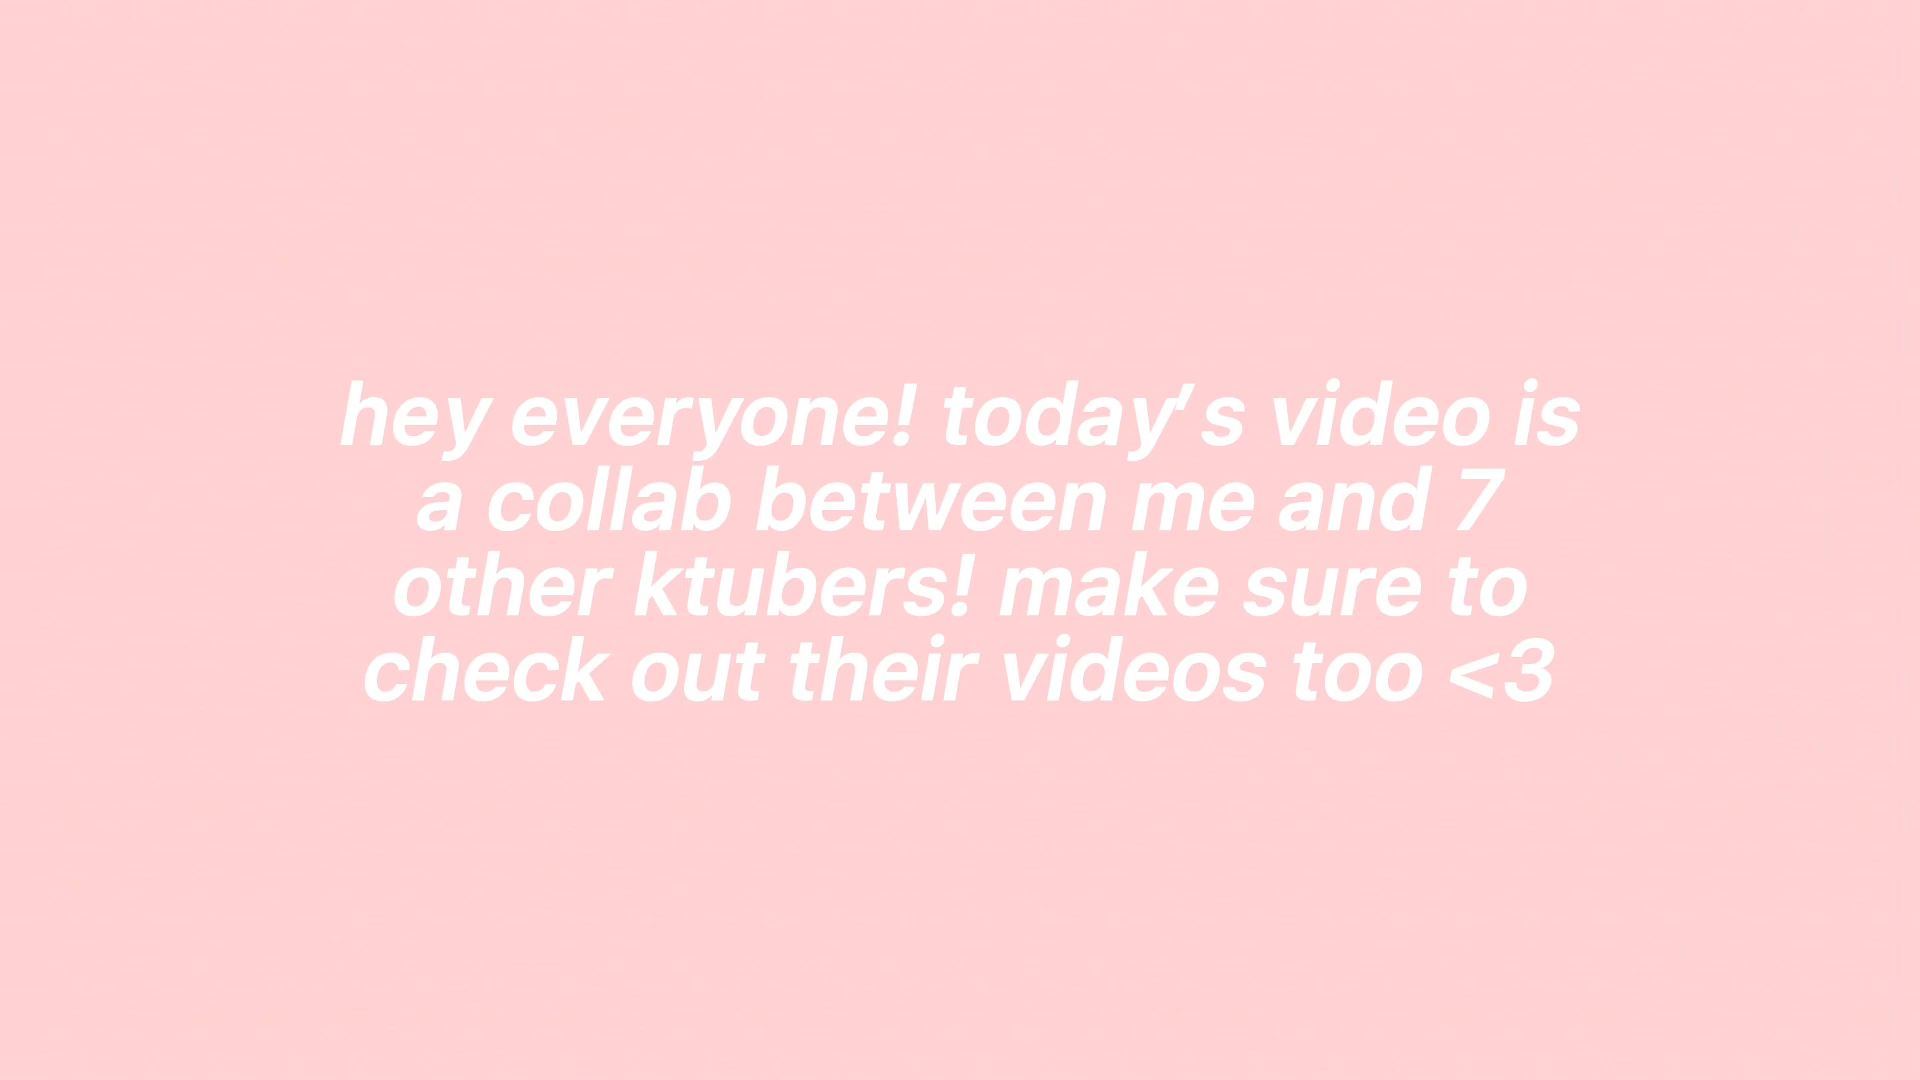 hey everyone! today's video is
a collab between me and 7
other ktubers! make sure to
check out their videos too <3